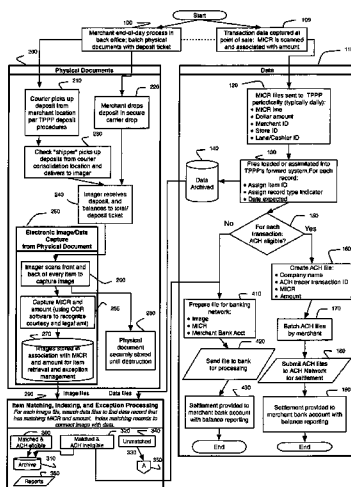 Start
100
Merchant end-of-day process in
back office; batch physical
documents with deposit ticket
109
Transaction data captured at
point of sale: MICR is scanned
and associated with amount
200
Physical Documents
210
Courier picks up
deposit from
merchant location
per TPPP deposit
procedures
220
Merchant drops
deposit in secure
carrier drop
Check "shipper" picks up
deposits from courier
consolidation location
and delivers to imager
240
Imager receives
deposit, and
balances to total/
deposit ticket
Electronic Image/Data
Capture
from Physical Document
Imager scans front
and back of every item to
capture image
Capture MICR and
amount (using OCR
software to recognize
courtesy and legal amt)
270
Images stored in
association with MICR
and amount for item
retrieval and exception
management
Physical
document
securely stored
until destruction
Image files
Data files
Item Matching, Indexing, and Exception Processing
For each image file, search data files to find data record that
has matching MICR and amount. Index matching records to
connect image with data.
Matched &
ACH eligible
320
Matched &
ACH ineligible
340
Unmatched
310
Archive
330
A
350
Reports
Data
120
MICR files sent to TPPP
periodically (typically daily):
• MICR line
• Dollar amount
• Merchant ID
• Store ID
• Lane/Cashier ID
140
Data
Archived
Files loaded or assimilated into
TPPP's forward system. For each
record:
• Assign Item ID
• Assign record type Indicator
• Date expected
For each
transaction:
ACH eligible?
No
Yes
160
Create ACH file:
• Company name
• ACH tracer transaction ID
• MICR
• Amount
170
Batch ACH files
by merchant
Submit ACH files
to ACH Network
for settlement
190
Settlement provided to
merchant bank account with
balance reporting
End
410
Prepare file for banking
network:
• Image
• MICR
• Merchant Bank Acct
420
Send file to bank
for processing
430
Settlement provided to
merchant bank account
with balance reporting
End